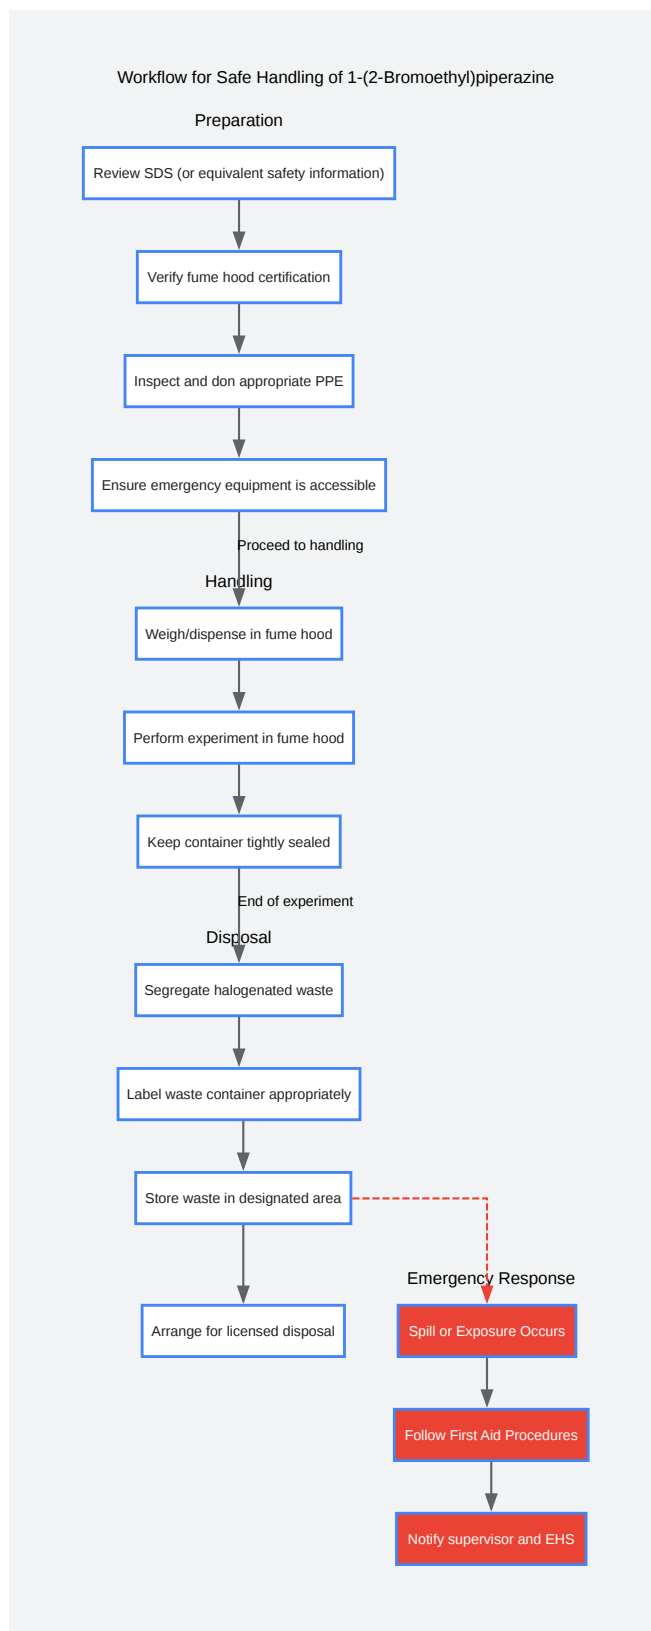 Workflow for Safe Handling of 1-(2-Bromoethyl)piperazine
Preparation
Review SDS (or equivalent safety information)
Verify fume hood certification
Inspect and don appropriate PPE
Ensure emergency equipment is accessible
Proceed to handling
Handling
Weigh/dispense in fume hood
Perform experiment in fume hood
Keep container tightly sealed
End of experiment
Disposal
Segregate halogenated waste
Label waste container appropriately
Store waste in designated area
Emergency Response
Arrange for licensed disposal
Spill or Exposure Occurs
Follow First Aid Procedures
Notify supervisor and EHS